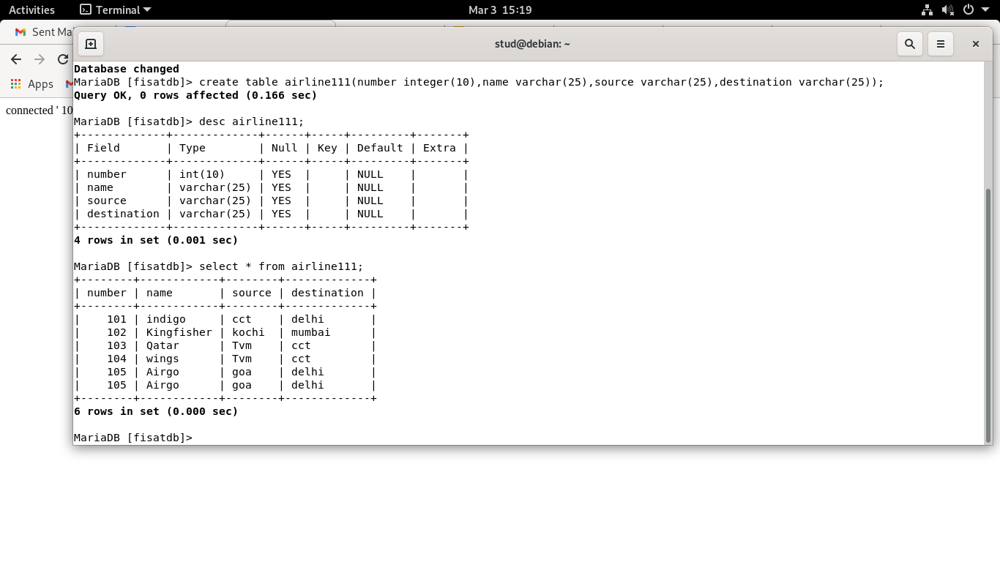 Activities Terminal Mar 3 15:19
Sent Ma
stud@debian: ~
Apps
connected ' 10
Database changed
MariaDB [fisatdb]> create table airline111(number integer(10),name varchar(25),source varchar(25),destination varchar(25));
Query OK, 0 rows affected (0.166 sec)
MariaDB [fisatdb]> desc airline111;
+-------------+-------------+------+-----+---------+-------+
| Field       | Type        | Null | Key | Default | Extra |
+-------------+-------------+------+-----+---------+-------+
| number      | int(10)     | YES  |     | NULL    |       |
| name        | varchar(25) | YES  |     | NULL    |       |
| source      | varchar(25) | YES  |     | NULL    |       |
| destination | varchar(25) | YES  |     | NULL    |       |
+-------------+-------------+------+-----+---------+-------+
4 rows in set (0.001 sec)
MariaDB [fisatdb]> select * from airline111;
+--------+------------+--------+-------------+
| number | name       | source | destination |
+--------+------------+--------+-------------+
|    101 | indigo     | cct    | delhi       |
|    102 | Kingfisher | kochi  | mumbai      |
|    103 | Qatar      | Tvm    | cct         |
|    104 | wings      | Tvm    | cct         |
|    105 | Airgo      | goa    | delhi       |
|    105 | Airgo      | goa    | delhi       |
+--------+------------+--------+-------------+
6 rows in set (0.000 sec)
MariaDB [fisatdb]>